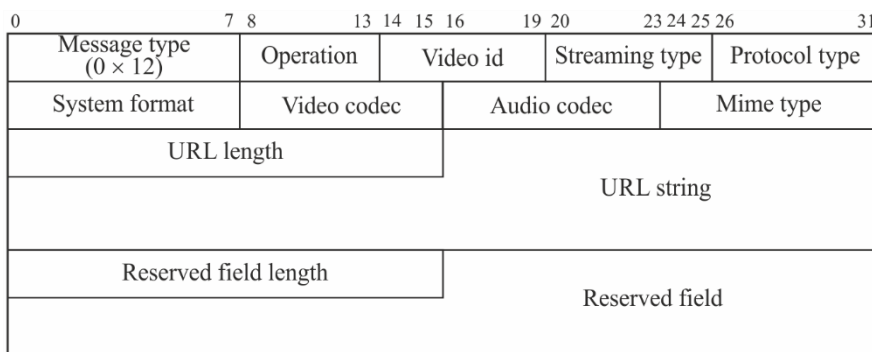 0 7 8 13 14 15 16 19 20 23 24 25 26 31
Message type
(0 × 12)
Operation
Video id
Streaming type
Protocol type
System format
Video codec
Audio codec
Mime type
URL length
URL string
Reserved field length
Reserved field